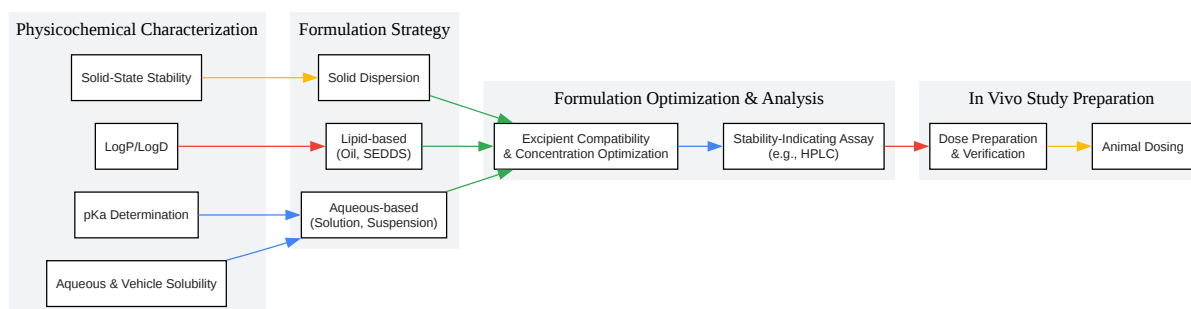 Physicochemical Characterization
Solid-State Stability
LogP/LogD
pKa Determination
Aqueous & Vehicle Solubility
Formulation Strategy
Solid Dispersion
Lipid-based
(Oil, SEDDS)
Aqueous-based
(Solution, Suspension)
Formulation Optimization & Analysis
Excipient Compatibility
& Concentration Optimization
Stability-Indicating Assay
(e.g., HPLC)
In Vivo Study Preparation
Dose Preparation
& Verification
Animal Dosing